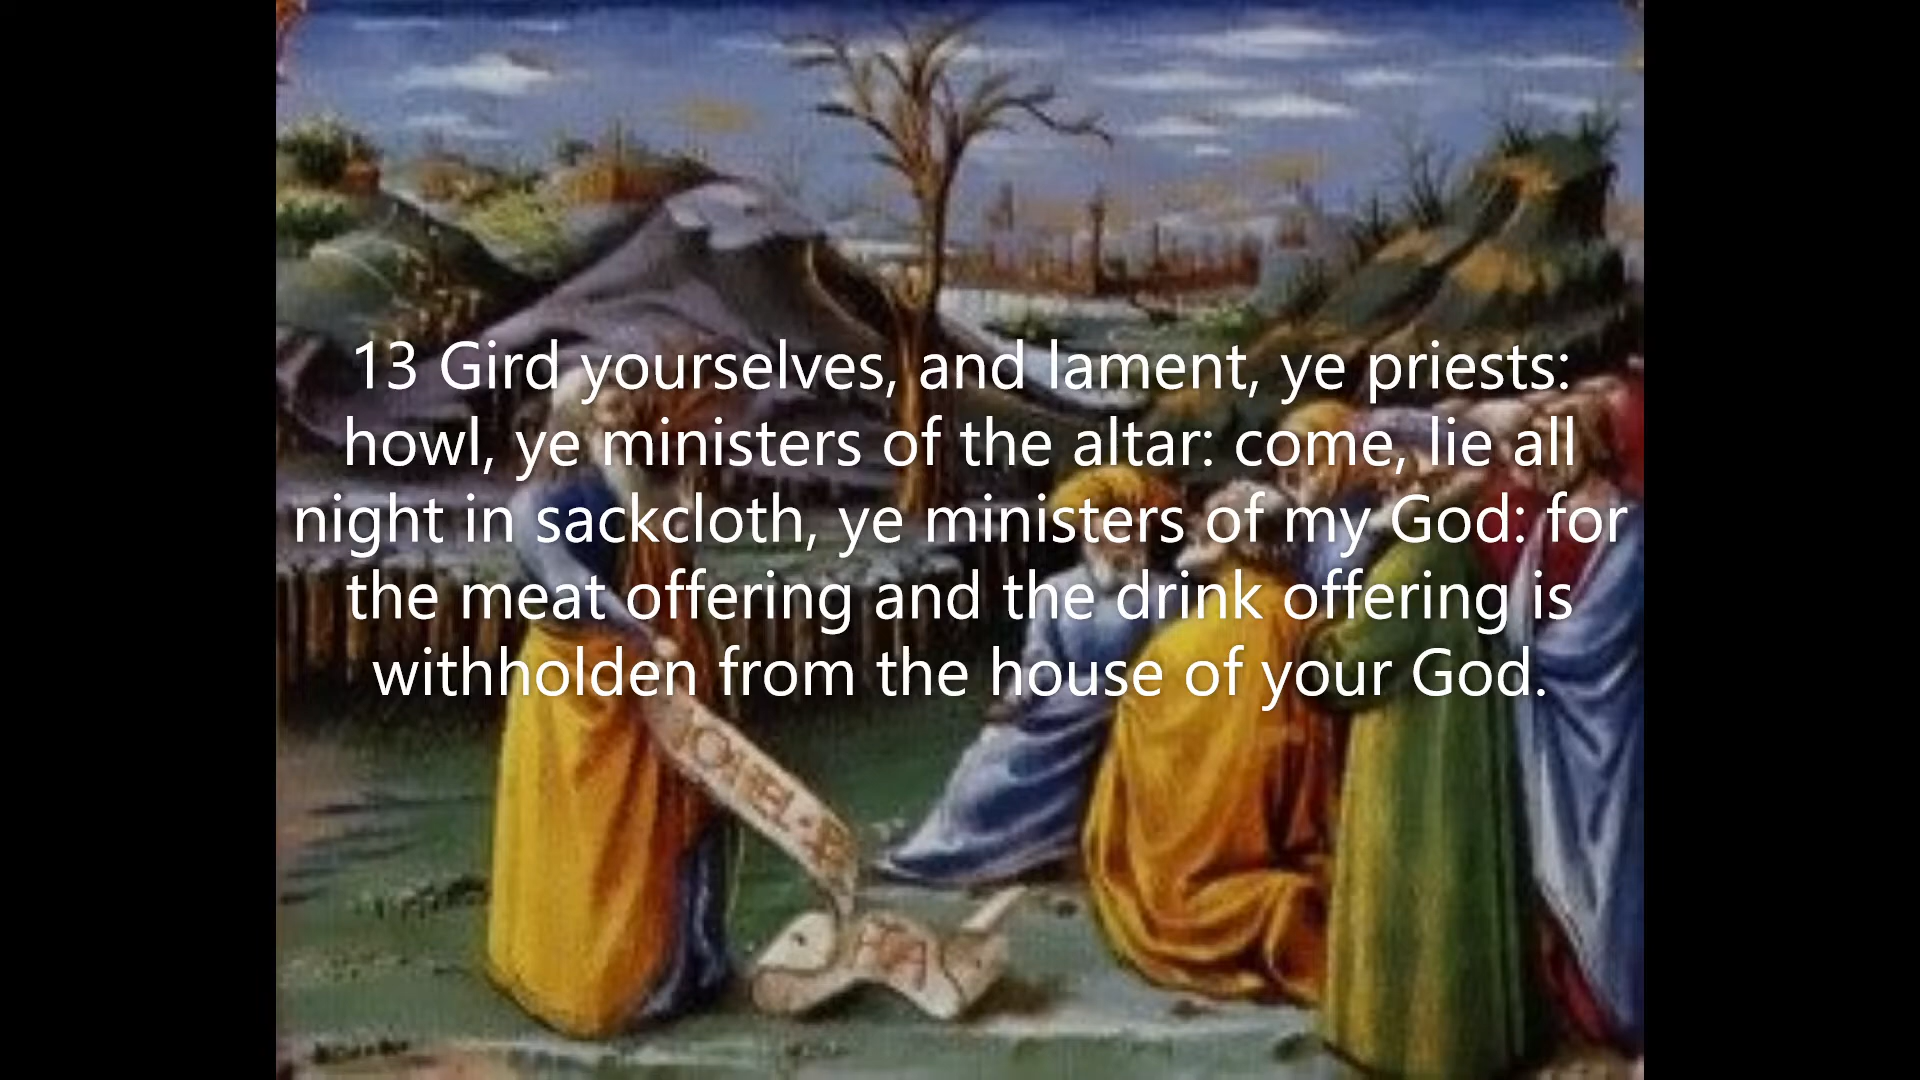 13 Gird yourselves, and lament, ye priests:
howl, ye ministers of the altar: come, lie all
night in sackcloth, ye ministers of my God: for
the meat offering and the drink offering is
withholden from the house of your God.